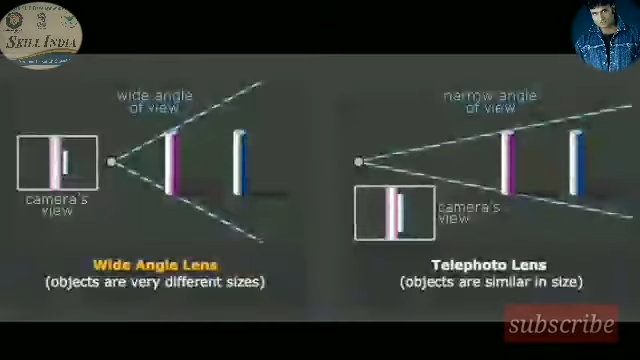 SKILL INDIA
wide angle
of view
narrow angle
of view
camera's
view
camera's
view
Wide Angle Lens
(objects are very different sizes)
Telephoto Lens
(objects are similar in size)
subscribe